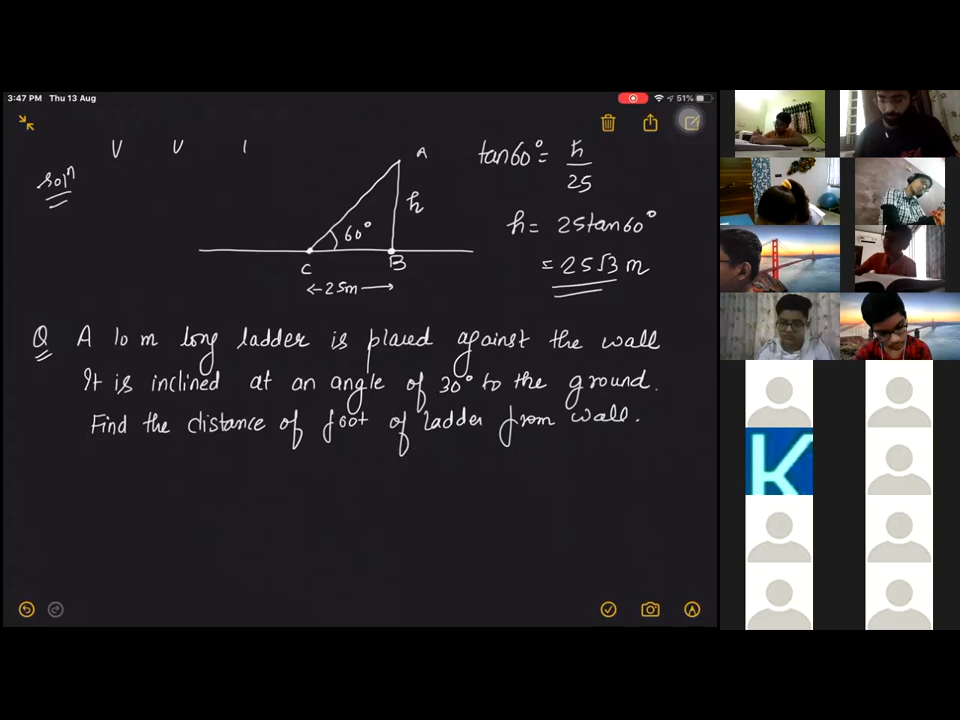 3:47 PM Thu 13 Aug
51%
solⁿ
A
h
60°
C
B
←25m→
tan60° = h/25
h = 25tan60°
= 25√3 m
Q A 10 m long ladder is placed against the wall
It is inclined at an angle of 30° to the ground.
Find the distance of foot of ladder from wall.
K